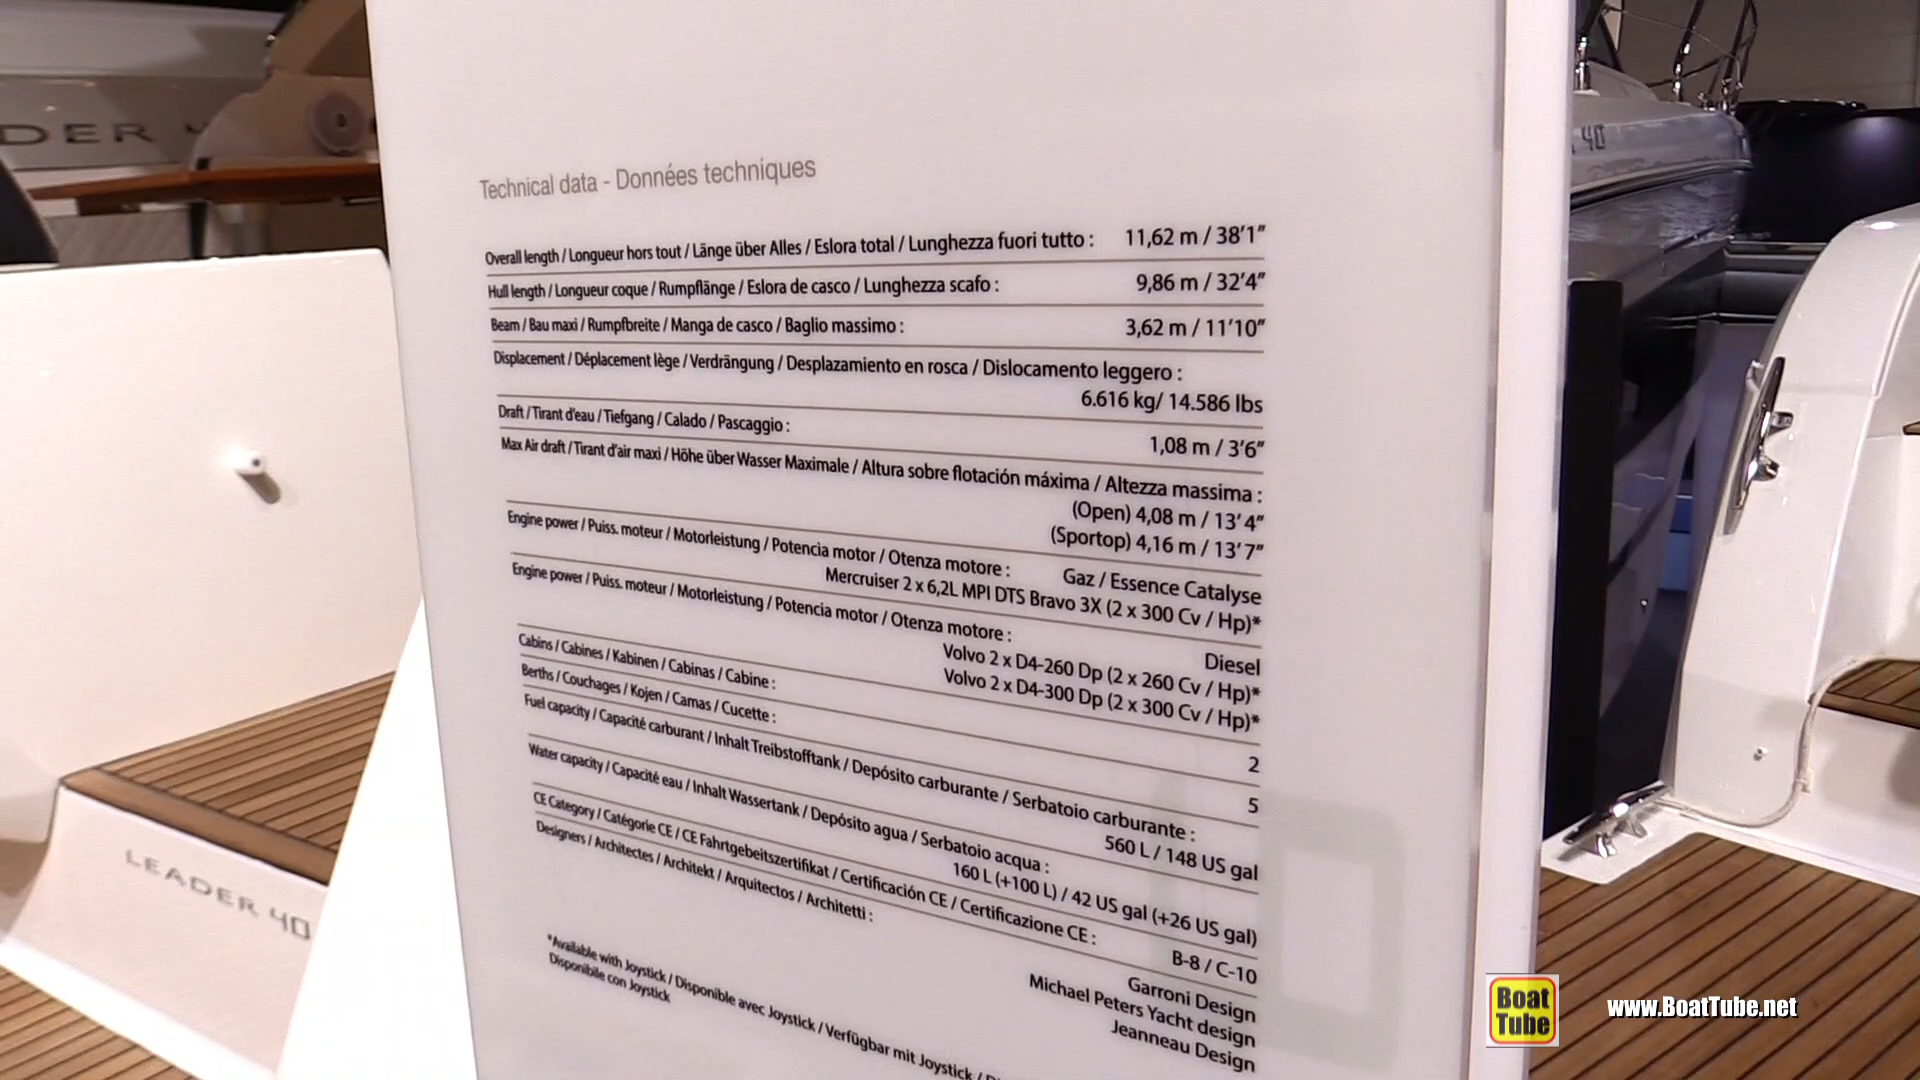 DER 4
40
Technical data - Données techniques
Overall length / Longueur hors tout / Länge über Alles / Eslora total / Lunghezza fuori tutto : 11,62 m / 38'1"
Hull length / Longueur coque / Rumpflänge / Eslora de casco / Lunghezza scafo : 9,86 m / 32'4"
Beam / Bau maxi / Rumpfbreite / Manga de casco / Baglio massimo : 3,62 m / 11'10"
Displacement / Déplacement lège / Verdrängung / Desplazamiento en rosca / Dislocamento leggero :
6.616 kg/ 14.586 lbs
Draft / Tirant d'eau / Tiefgang / Calado / Pascaggio : 1,08 m / 3'6"
Max Air draft / Tirant d'air maxi / Höhe über Wasser Maximale / Altura sobre flotación máxima / Altezza massima :
(Open) 4,08 m / 13' 4"
(Sportop) 4,16 m / 13' 7"
Engine power / Puiss. moteur / Motorleistung / Potencia motor / Otenza motore : Gaz / Essence Catalyse
Mercruiser 2 x 6,2L MPI DTS Bravo 3X (2 x 300 Cv / Hp)*
Engine power / Puiss. moteur / Motorleistung / Potencia motor / Otenza motore : Diesel
Volvo 2 x D4-260 Dp (2 x 260 Cv / Hp)*
Volvo 2 x D4-300 Dp (2 x 300 Cv / Hp)*
Cabins / Cabines / Kabinen / Cabinas / Cabine : 2
Berths / Couchages / Kojen / Camas / Cucette : 5
Fuel capacity / Capacité carburant / Inhalt Treibstofftank / Depósito carburante / Serbatoio carburante :
560 L / 148 US gal
Water capacity / Capacité eau / Inhalt Wassertank / Depósito agua / Serbatoio acqua :
160 L (+100 L) / 42 US gal (+26 US gal)
CE Category / Catégorie CE / CE Fahrtgebeitszertifikat / Certificación CE / Certificazione CE : B-8 / C-10
Designers / Architectes / Architekt / Arquitectos / Architetti : Garroni Design
Michael Peters Yacht design
Jeanneau Design
*Available with Joystick / Disponible avec Joystick / Verfügbar mit Joystick /
Disponibile con Joystick
LEADER 40
Boat
Tube
www.BoatTube.net